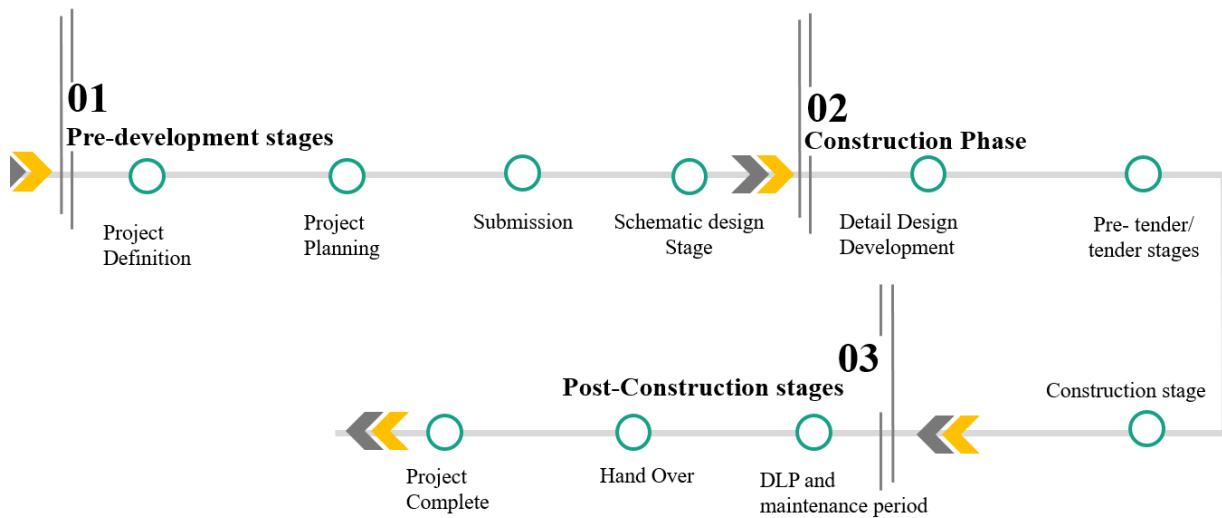 01
Pre-development stages
Project
Definition
Project
Planning
Submission
Schematic design
Stage
02
Construction Phase
Detail Design
Development
Pre- tender/
tender stages
Construction stage
03
Post-Construction stages
DLP and
maintenance period
Hand Over
Project
Complete